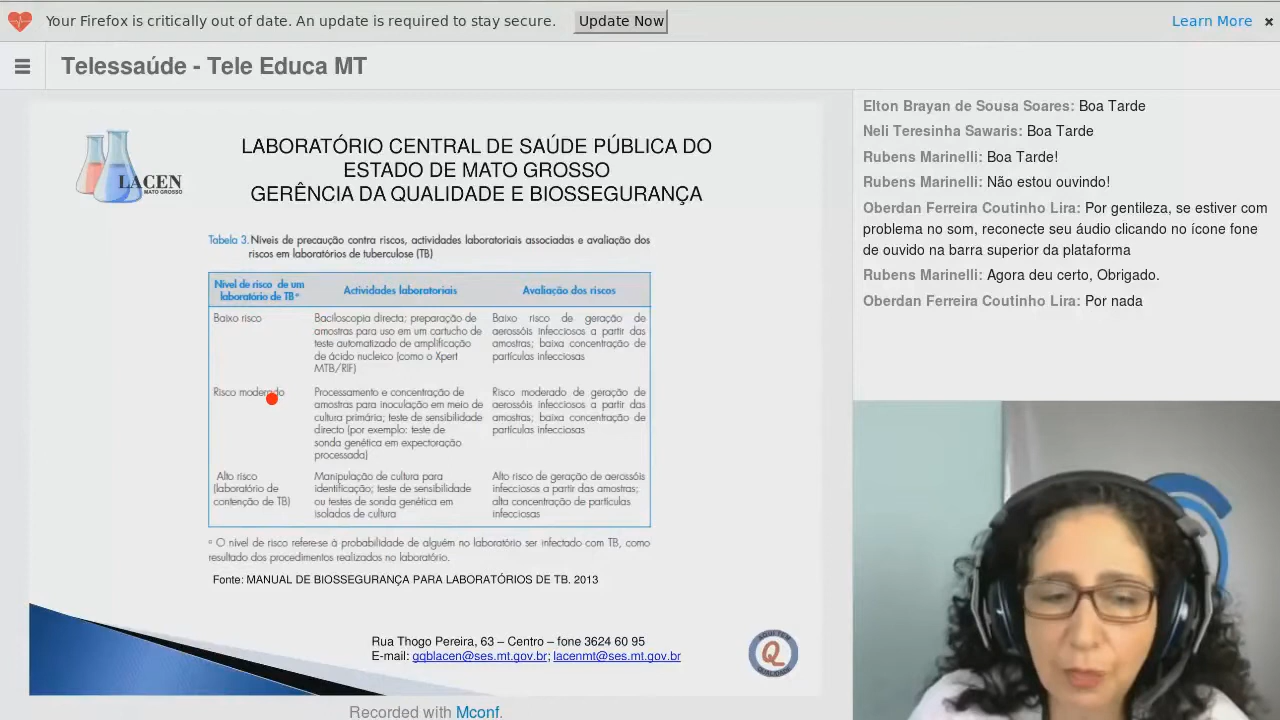 Your Firefox is critically out of date. An update is required to stay secure.
Update Now
Learn More
×
Telessaúde - Tele Educa MT
LACEN
MATO GROSSO
LABORATÓRIO CENTRAL DE SAÚDE PÚBLICA DO
ESTADO DE MATO GROSSO
GERÊNCIA DA QUALIDADE E BIOSSEGURANÇA
Tabela 3. Níveis de precaução contra riscos, actividades laboratoriais associadas e avaliação dos
riscos em laboratórios de tuberculose (TB)
Nível de risco de um
laboratório de TBª
Actividades laboratoriais
Avaliação dos riscos
Baixo risco
Baciloscopia directa; preparação de
amostras para uso em um cartucho de
teste automatizado de amplificação
de ácido nucleico (como o Xpert
MTB/RIF)
Baixo risco de geração de
aerossóis infecciosos a partir das
amostras; baixa concentração de
partículas infecciosas
Risco moderado
Processamento e concentração de
amostras para inoculação em meio de
cultura primária; teste de sensibilidade
directo (por exemplo: teste de
sonda genética em expectoração
processada)
Risco moderado de geração de
aerossóis infecciosos a partir das
amostras; baixa concentração de
partículas infecciosas
Alto risco
(laboratório de
contenção de TB)
Manipulação de cultura para
identificação; teste de sensibilidade
ou testes de sonda genética em
isolados de cultura
Alto risco de geração de aerossóis
infecciosos a partir das amostras;
alta concentração de partículas
infecciosas
ª O nível de risco refere-se à probabilidade de alguém no laboratório ser infectado com TB, como
resultado dos procedimentos realizados no laboratório.
Fonte: MANUAL DE BIOSSEGURANÇA PARA LABORATÓRIOS DE TB. 2013
Rua Thogo Pereira, 63 – Centro – fone 3624 60 95
E-mail: gqblacen@ses.mt.gov.br; lacenmt@ses.mt.gov.br
AQUI TEM
Q
QUALIDADE
Recorded with Mconf.
Elton Brayan de Sousa Soares: Boa Tarde
Neli Teresinha Sawaris: Boa Tarde
Rubens Marinelli: Boa Tarde!
Rubens Marinelli: Não estou ouvindo!
Oberdan Ferreira Coutinho Lira: Por gentileza, se estiver com
problema no som, reconecte seu áudio clicando no ícone fone
de ouvido na barra superior da plataforma
Rubens Marinelli: Agora deu certo, Obrigado.
Oberdan Ferreira Coutinho Lira: Por nada